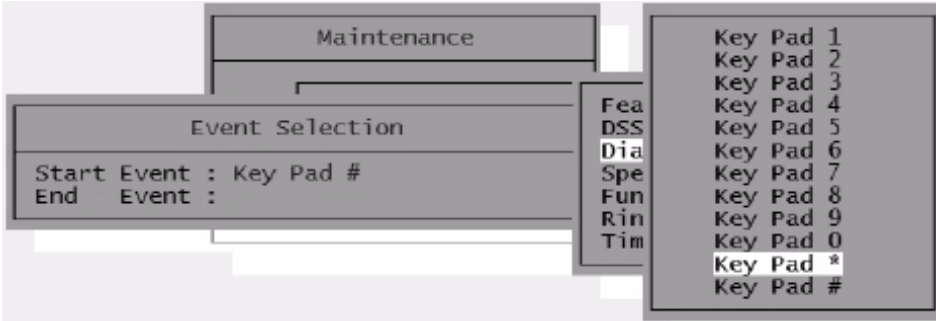 Maintenance
Event Selection
Start Event : Key Pad #
End Event :
Fea
DSS
Dia
Spe
Fun
Rin
Tim
Key Pad 1
Key Pad 2
Key Pad 3
Key Pad 4
Key Pad 5
Key Pad 6
Key Pad 7
Key Pad 8
Key Pad 9
Key Pad 0
Key Pad *
Key Pad #